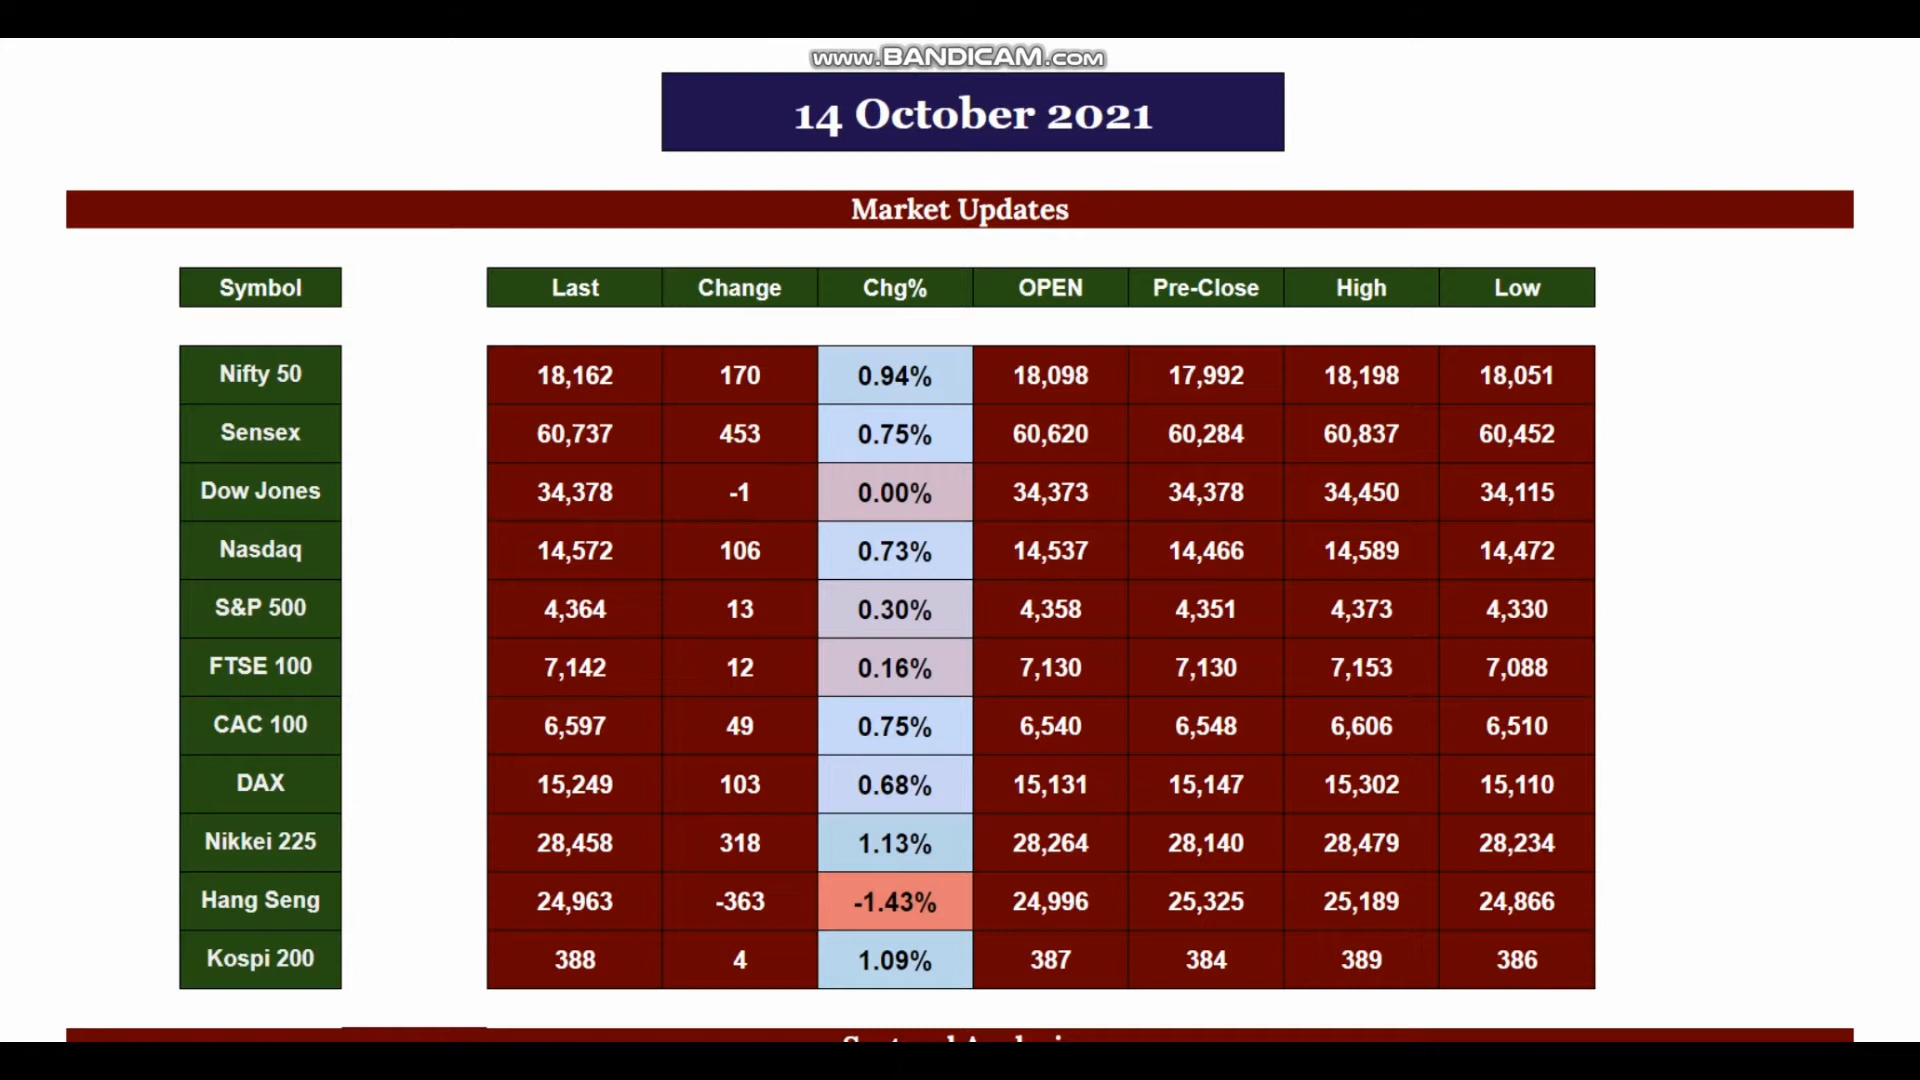 www.BANDICAM.com
14 October 2021
Market Updates
Symbol Last Change Chg% OPEN Pre-Close High Low
Nifty 50 18,162 170 0.94% 18,098 17,992 18,198 18,051
Sensex 60,737 453 0.75% 60,620 60,284 60,837 60,452
Dow Jones 34,378 -1 0.00% 34,373 34,378 34,450 34,115
Nasdaq 14,572 106 0.73% 14,537 14,466 14,589 14,472
S&P 500 4,364 13 0.30% 4,358 4,351 4,373 4,330
FTSE 100 7,142 12 0.16% 7,130 7,130 7,153 7,088
CAC 100 6,597 49 0.75% 6,540 6,548 6,606 6,510
DAX 15,249 103 0.68% 15,131 15,147 15,302 15,110
Nikkei 225 28,458 318 1.13% 28,264 28,140 28,479 28,234
Hang Seng 24,963 -363 -1.43% 24,996 25,325 25,189 24,866
Kospi 200 388 4 1.09% 387 384 389 386